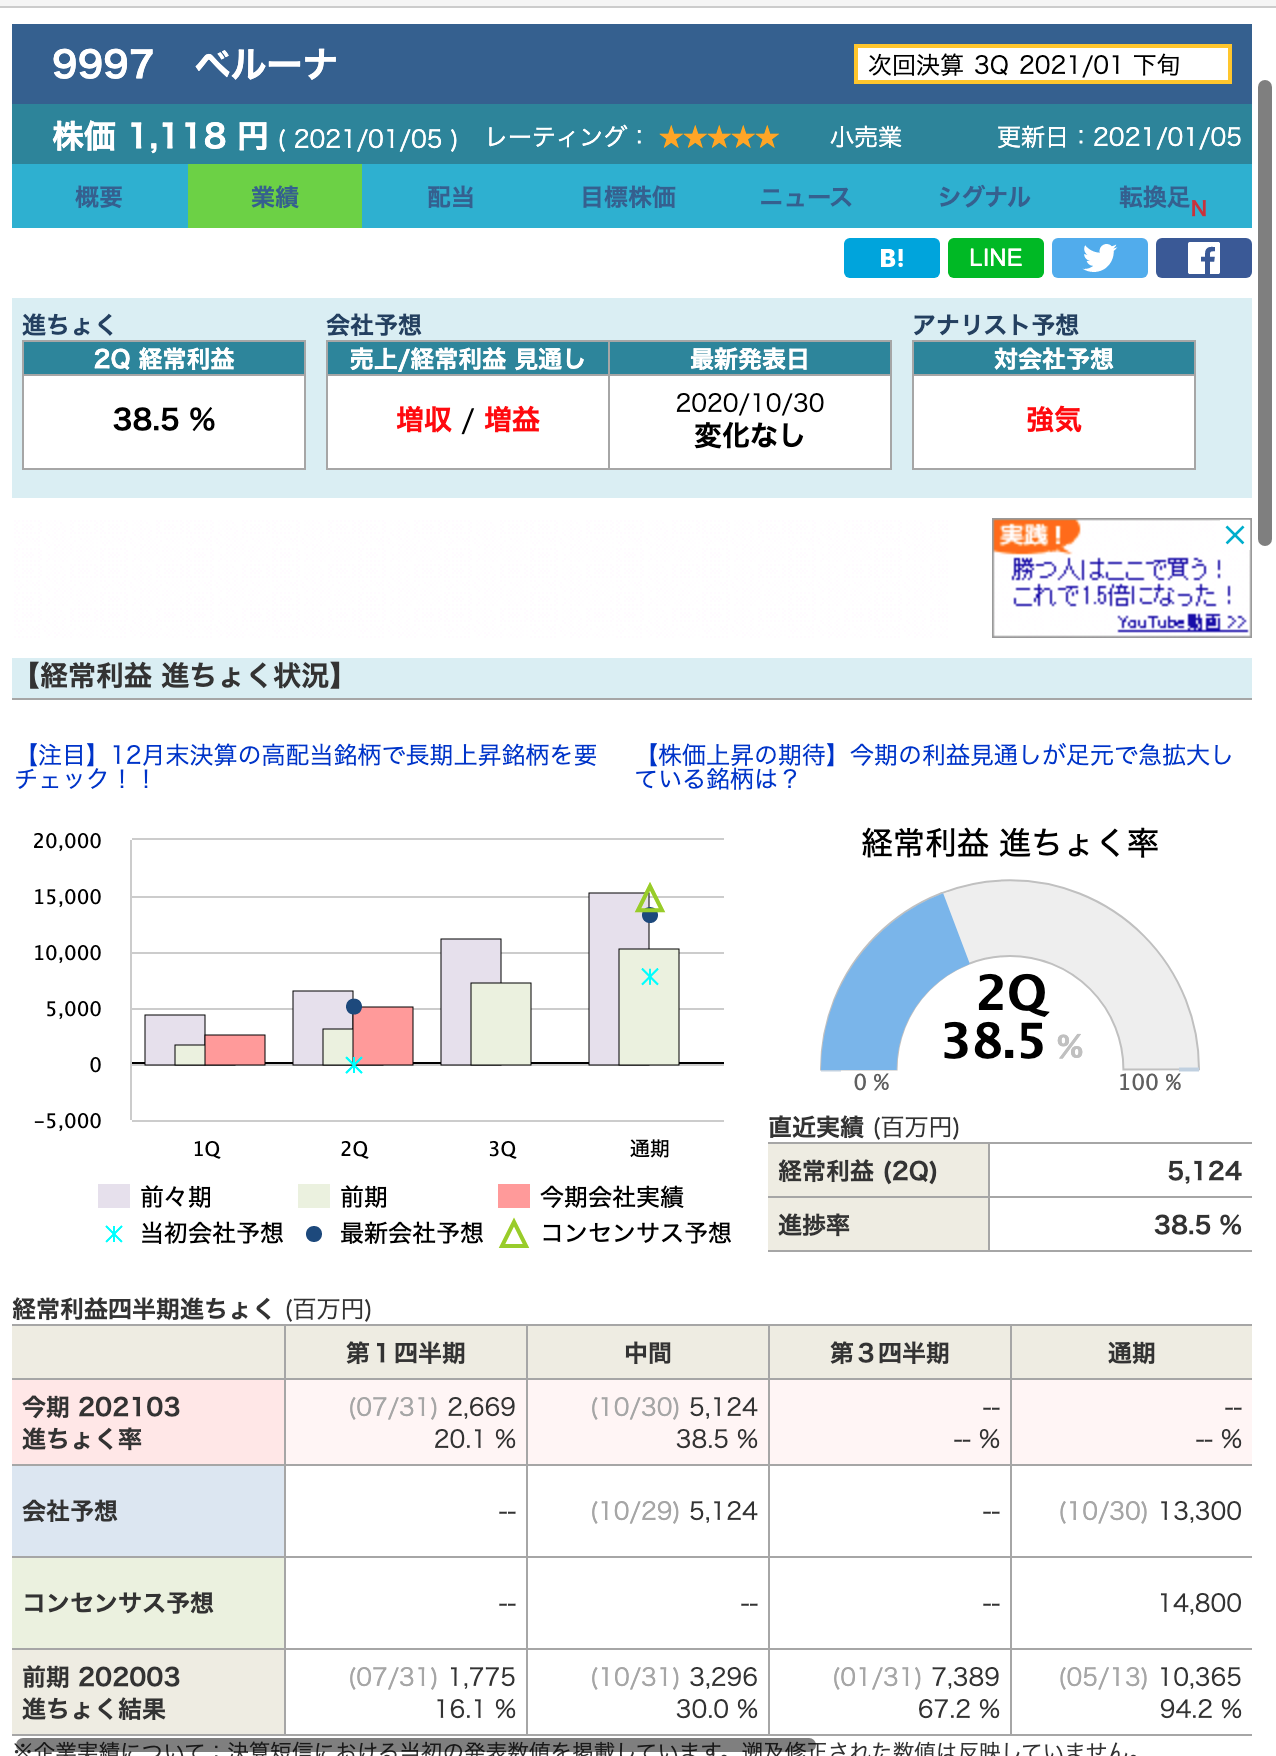 9997 ベルーナ
次回決算 3Q 2021/01 下旬
株価 1,118 円 ( 2021/01/05 ) レーティング： ★★★★★ 小売業 更新日：2021/01/05
概要 業績 配当 目標株価 ニュース シグナル 転換足N
B! LINE
進ちょく 会社予想 アナリスト予想
2Q 経常利益 売上/経常利益 見通し 最新発表日 対会社予想
38.5 % 増収 / 増益 2020/10/30 強気
変化なし
実践！
勝つ人はここで買う！
これで1.5倍になった！
YouTube動画 >>
【経常利益 進ちょく状況】
【注目】12月末決算の高配当銘柄で長期上昇銘柄を要
チェック！！
【株価上昇の期待】今期の利益見通しが足元で急拡大し
ている銘柄は？
20,000
15,000
10,000
5,000
0
−5,000
1Q 2Q 3Q 通期
前々期 前期 今期会社実績
当初会社予想 最新会社予想 コンセンサス予想
経常利益 進ちょく率
2Q
38.5 %
0 % 100 %
直近実績 (百万円)
経常利益 (2Q) 5,124
進捗率 38.5 %
経常利益四半期進ちょく (百万円)
第１四半期 中間 第３四半期 通期
今期 202103 (07/31) 2,669 (10/30) 5,124 -- --
進ちょく率 20.1 % 38.5 % -- % -- %
会社予想 -- (10/29) 5,124 -- (10/30) 13,300
コンセンサス予想 -- -- -- 14,800
前期 202003 (07/31) 1,775 (10/31) 3,296 (01/31) 7,389 (05/13) 10,365
進ちょく結果 16.1 % 30.0 % 67.2 % 94.2 %
※企業実績について：決算短信における当初の発表数値を掲載しています。遡及修正された数値は反映していません。